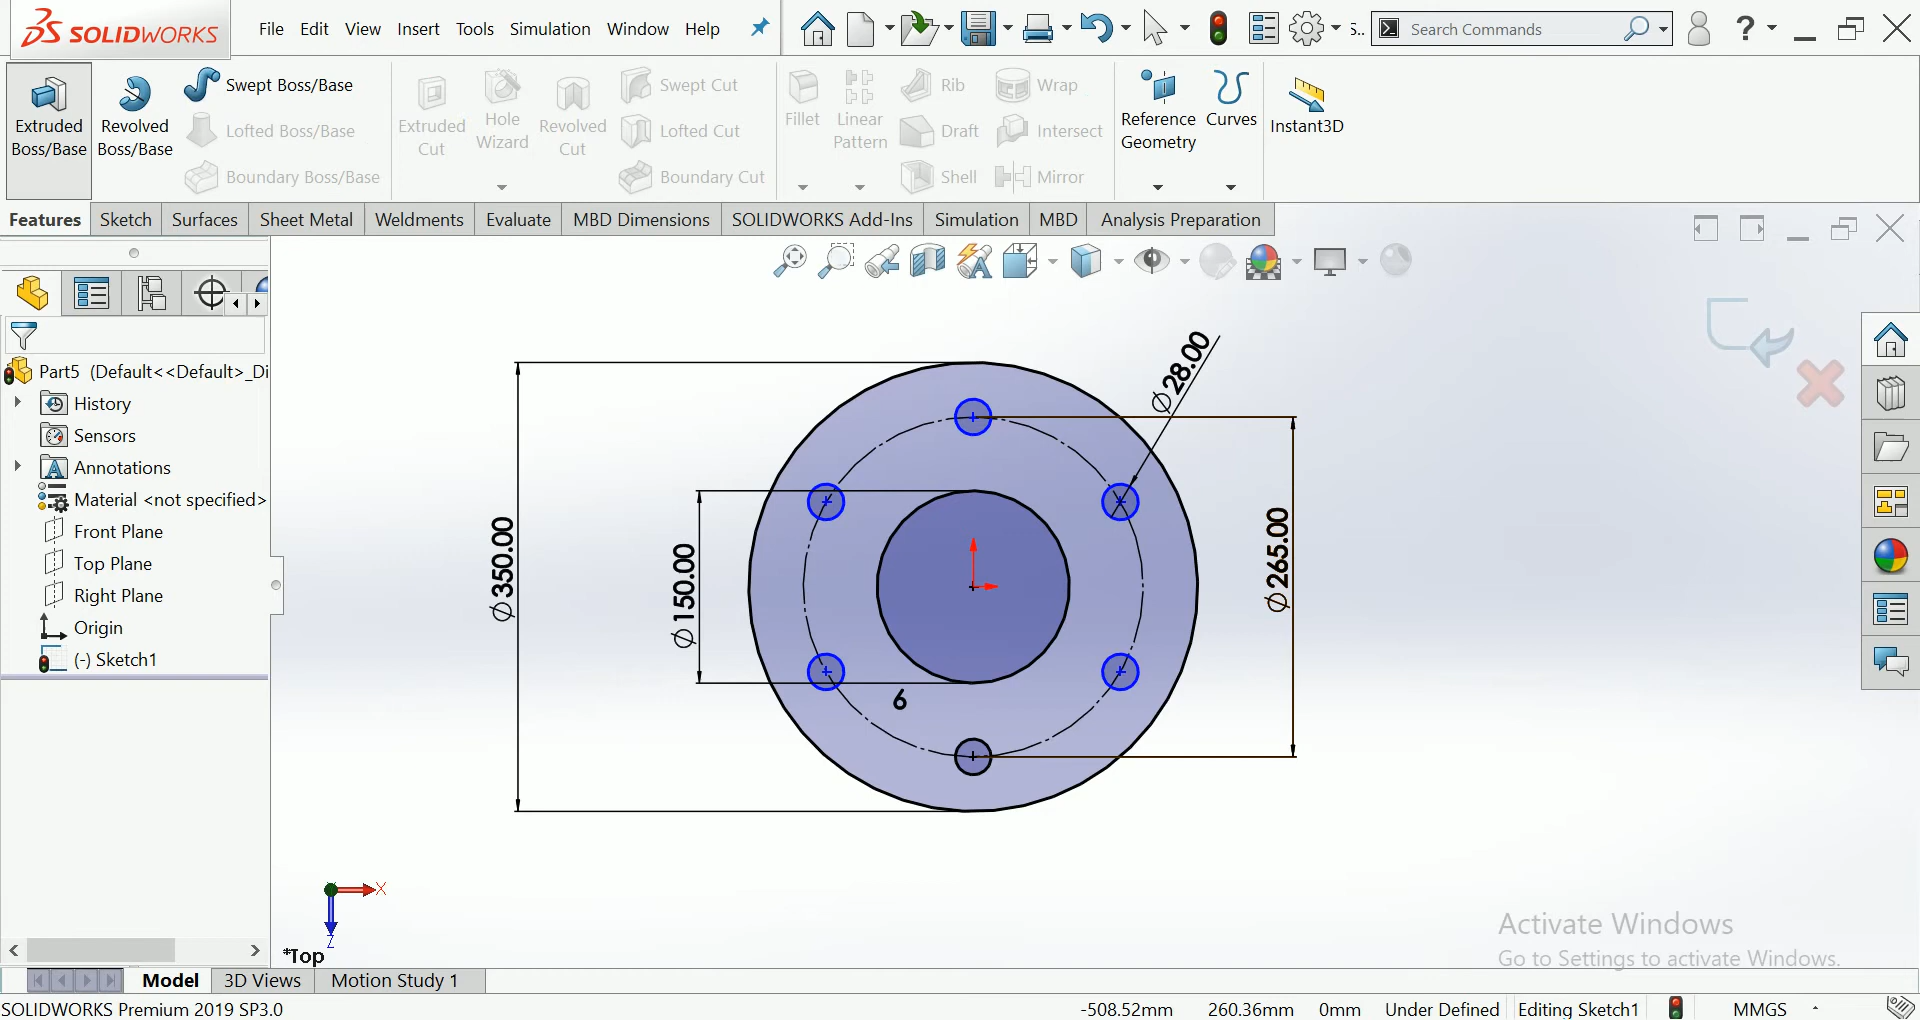 SOLIDWORKS File Edit View Insert Tools Simulation Window Help S.. Search Commands ?
Extruded Boss/Base
Revolved Boss/Base
Swept Boss/Base
Lofted Boss/Base
Boundary Boss/Base
Extruded Cut
Hole Wizard
Revolved Cut
Swept Cut
Lofted Cut
Boundary Cut
Fillet
Linear Pattern
Rib
Draft
Shell
Wrap
Intersect
Mirror
Reference Geometry
Curves
Instant3D
Features Sketch Surfaces Sheet Metal Weldments Evaluate MBD Dimensions SOLIDWORKS Add-Ins Simulation MBD Analysis Preparation
Part5 (Default<<Default>_Di
History
Sensors
Annotations
Material <not specified>
Front Plane
Top Plane
Right Plane
Origin
(-) Sketch1
∅28.00
∅350.00
∅150.00
∅265.00
6
X
Z
*Top
Activate Windows
Go to Settings to activate Windows.
Model 3D Views Motion Study 1
SOLIDWORKS Premium 2019 SP3.0 -508.52mm 260.36mm 0mm Under Defined Editing Sketch1 MMGS